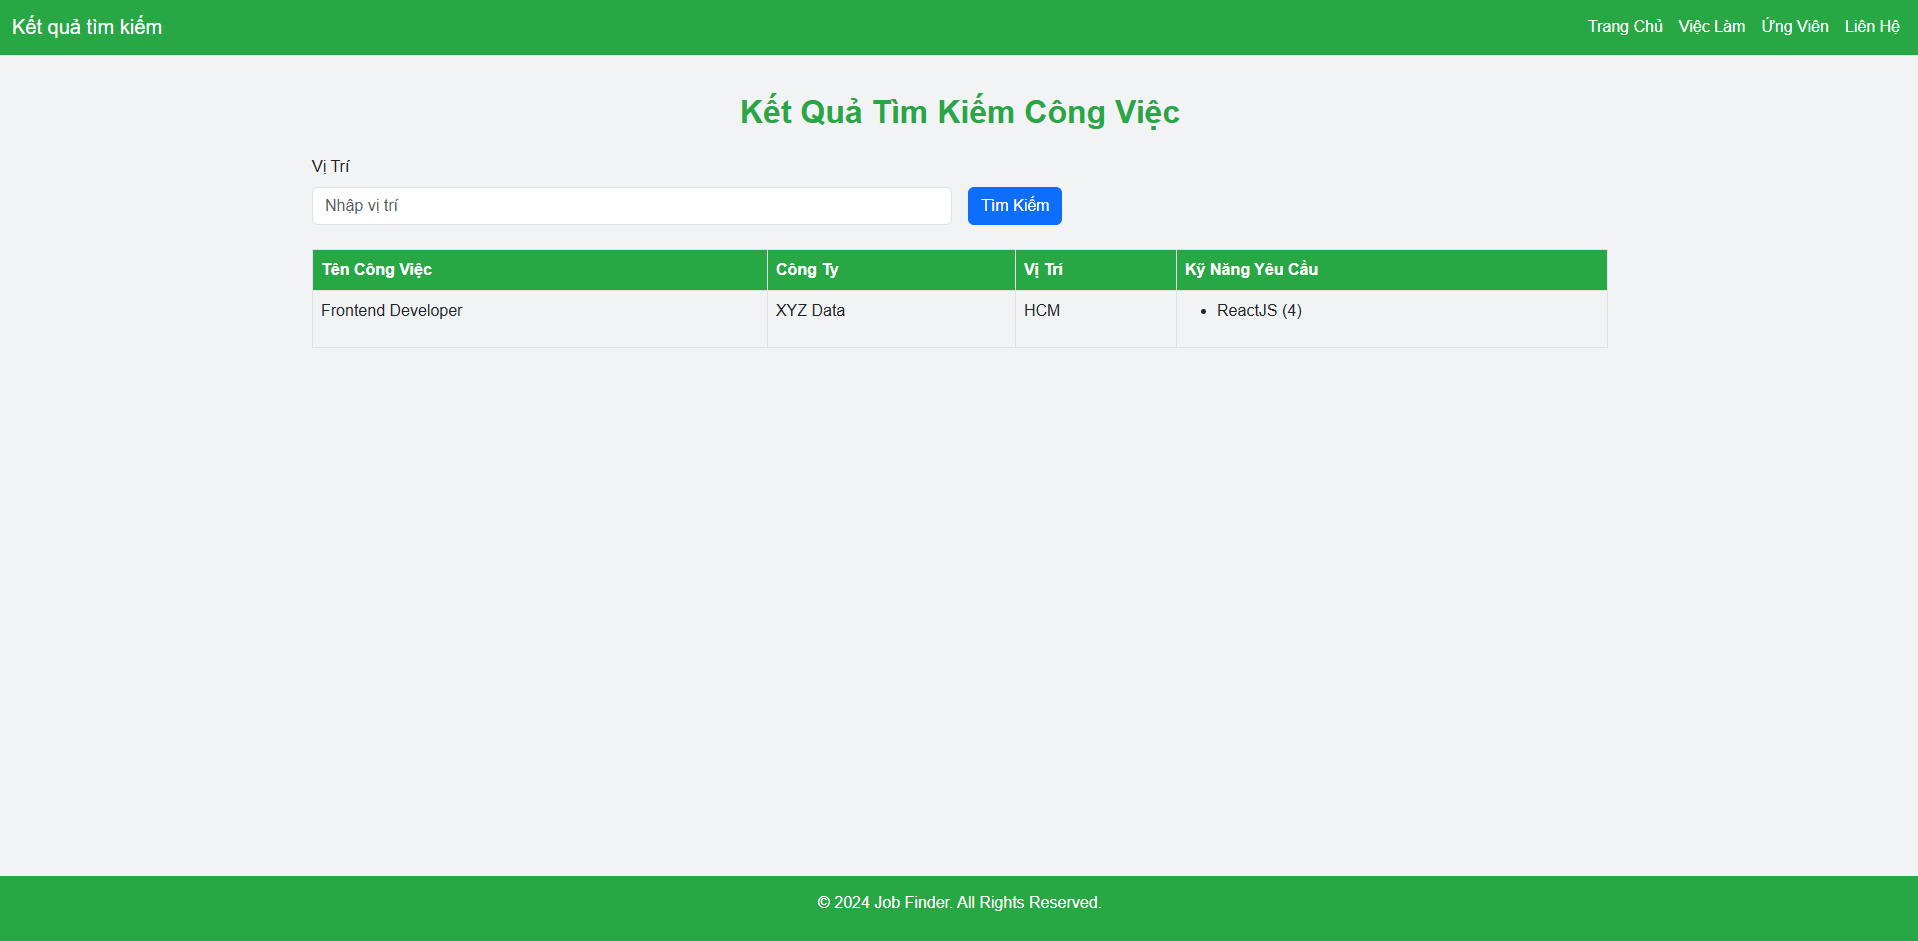 Kết quả tìm kiếm
Trang Chủ Việc Làm Ứng Viên Liên Hệ
Kết Quả Tìm Kiếm Công Việc
Vị Trí
Nhập vị trí Tìm Kiếm
Tên Công Việc Công Ty Vị Trí Kỹ Năng Yêu Cầu
Frontend Developer XYZ Data HCM • ReactJS (4)
© 2024 Job Finder. All Rights Reserved.